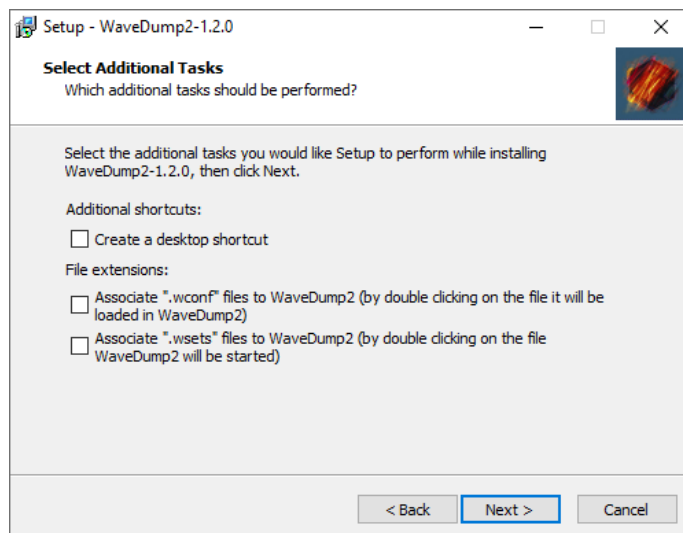 Setup - WaveDump2-1.2.0
Select Additional Tasks
Which additional tasks should be performed?
Select the additional tasks you would like Setup to perform while installing
WaveDump2-1.2.0, then click Next.
Additional shortcuts:
Create a desktop shortcut
File extensions:
Associate ".wconf" files to WaveDump2 (by double clicking on the file it will be
loaded in WaveDump2)
Associate ".wsets" files to WaveDump2 (by double clicking on the file
WaveDump2 will be started)
< Back
Next >
Cancel